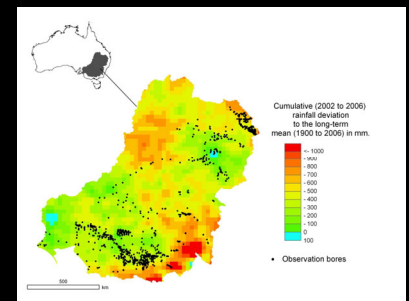 Cumulative (2002 to 2006)
rainfall deviation
to the long-term
mean (1900 to 2006) in mm.
<- 1000
- 900
- 800
- 700
- 600
- 500
- 400
- 300
- 200
- 100
0
100
Observation bores
500
km